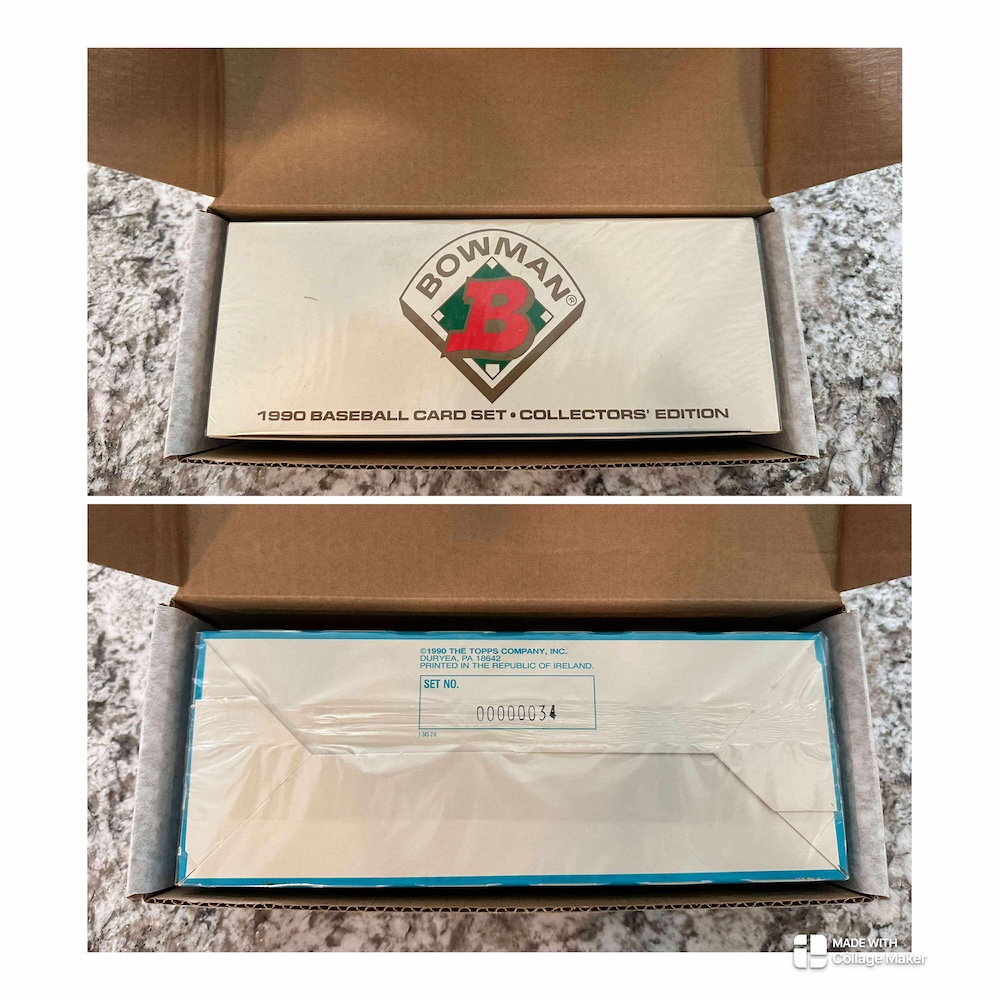 BOWMAN®
B
1990 BASEBALL CARD SET • COLLECTORS' EDITION
©1990 THE TOPPS COMPANY, INC.
DURYEA, PA 18642
PRINTED IN THE REPUBLIC OF IRELAND.
SET NO.
00000034
MADE WITH
Collage Maker